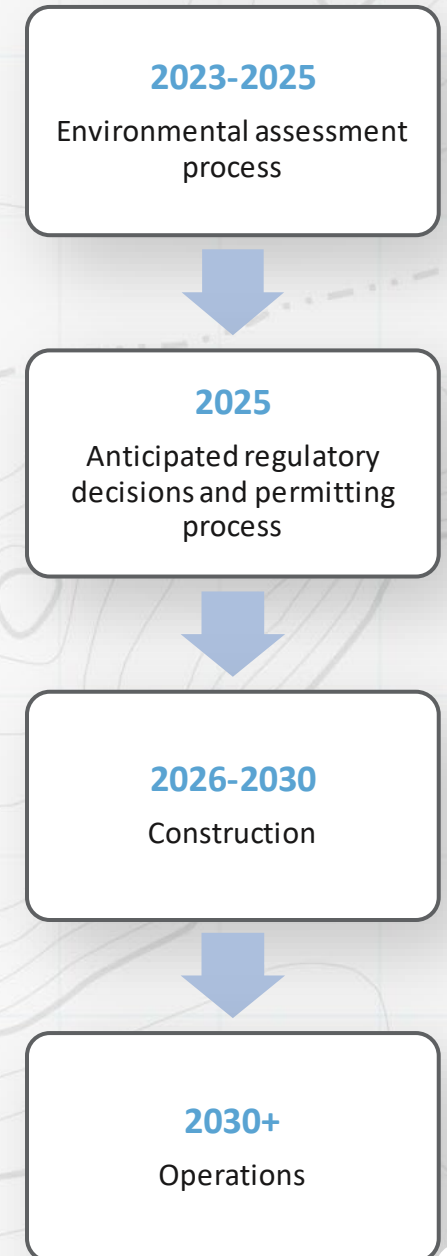 2023-2025
Environmental assessment
process
2025
Anticipated regulatory
decisions and permitting
process
2026-2030
Construction
2030+
Operations